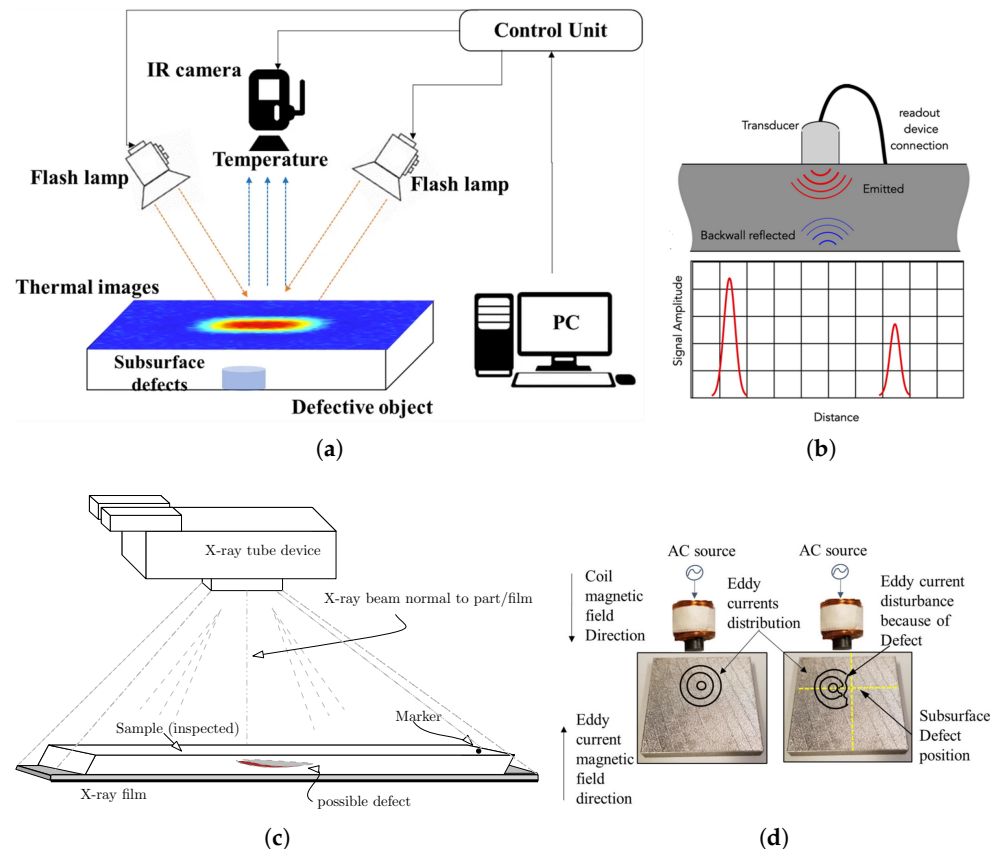 Control Unit
IR camera
Temperature
Flash lamp
Flash lamp
Thermal images
PC
Subsurface
defects
Defective object
(a)
Transducer
readout
device
connection
Emitted
Backwall reflected
Signal Amplitude
Distance
(b)
X-ray tube device
X-ray beam normal to part/film
Sample (inspected)
Marker
X-ray film
possible defect
(c)
AC source
AC source
Coil
magnetic
field
Direction
Eddy
currents
distribution
Eddy current
disturbance
because of
Defect
Eddy
current
magnetic
field
direction
Subsurface
Defect
position
(d)